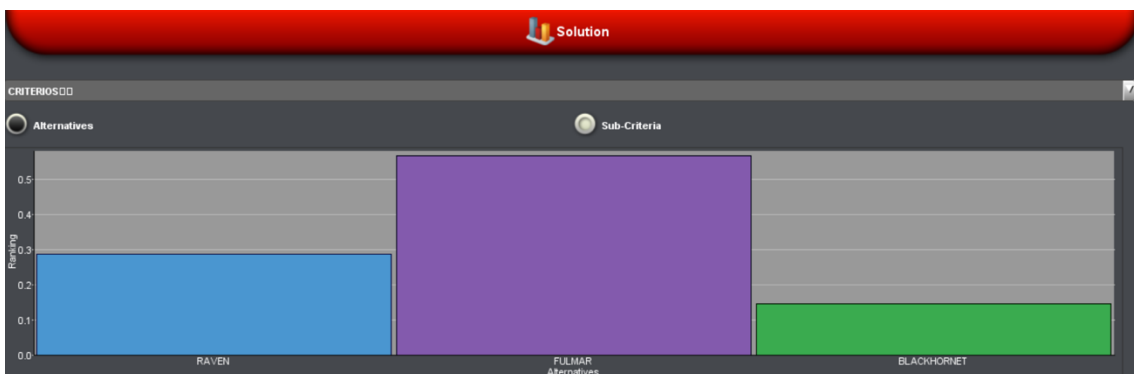 Solution
CRITERIOS□□
Alternatives
Sub-Criteria
0.5
0.4
0.3
0.2
0.1
0.0
Ranking
RAVEN
FULMAR
BLACKHORNET
Alternatives